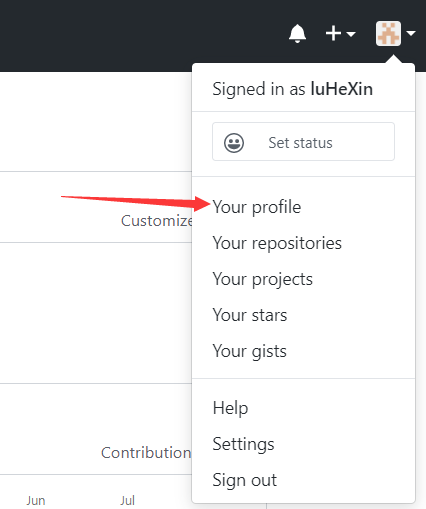 Signed in as luHeXin
Set status
Your profile
Customize
Your repositories
Your projects
Your stars
Your gists
Help
Contribution
Settings
Sign out
Jun
Jul